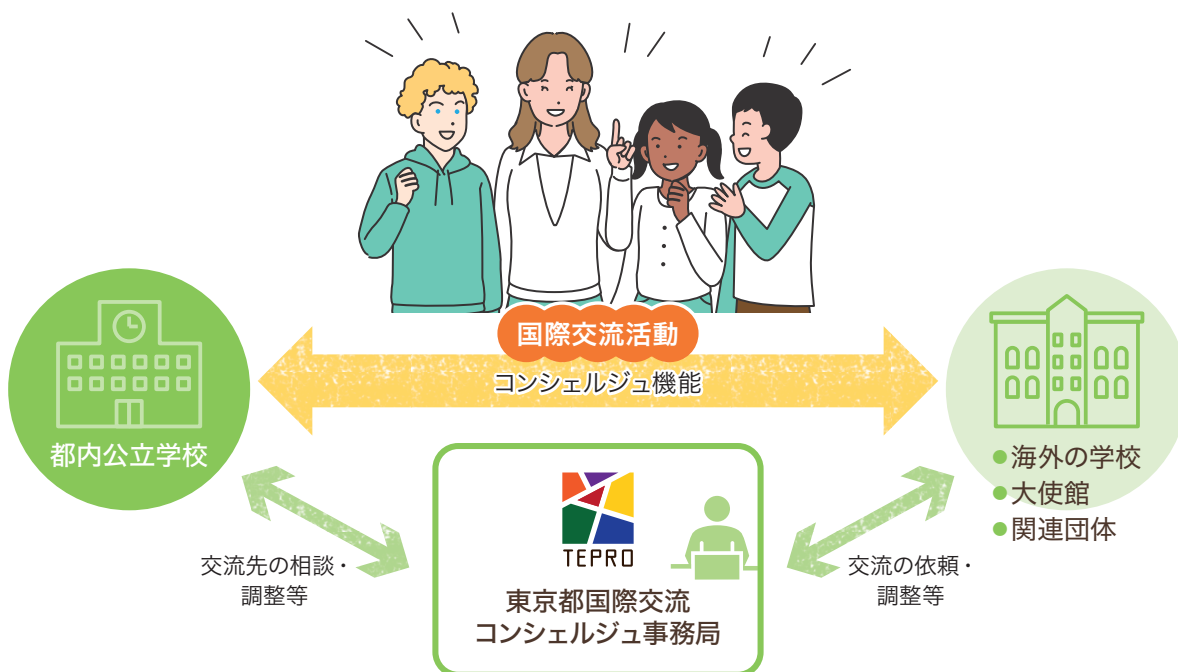 国際交流活動
コンシェルジュ機能
都内公立学校
●海外の学校
●大使館
●関連団体
交流先の相談・
調整等
TEPRO
東京都国際交流
コンシェルジュ事務局
交流の依頼・
調整等